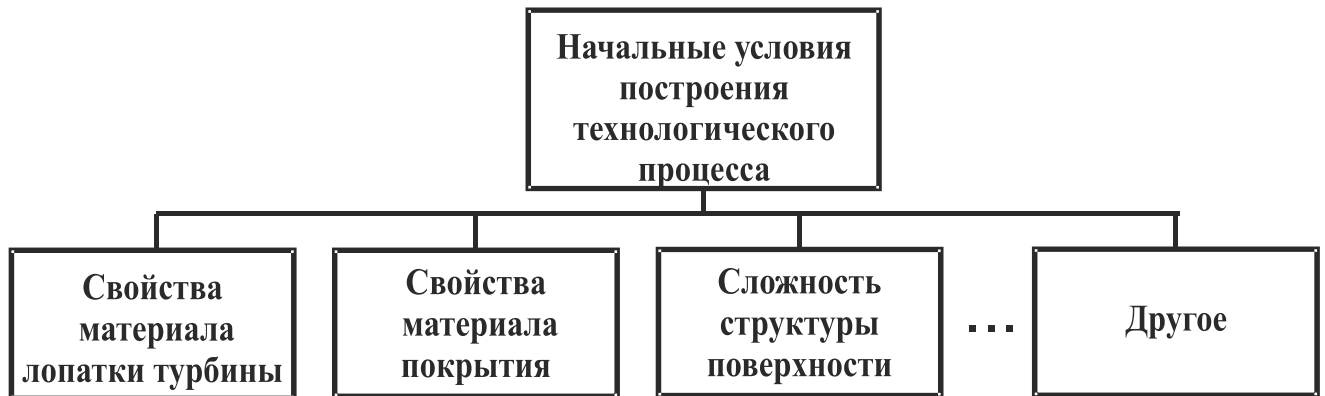 Начальные условия
построения
технологического
процесса
Свойства
материала
лопатки турбины
Свойства
материала
покрытия
Сложность
структуры
поверхности
...
Другое